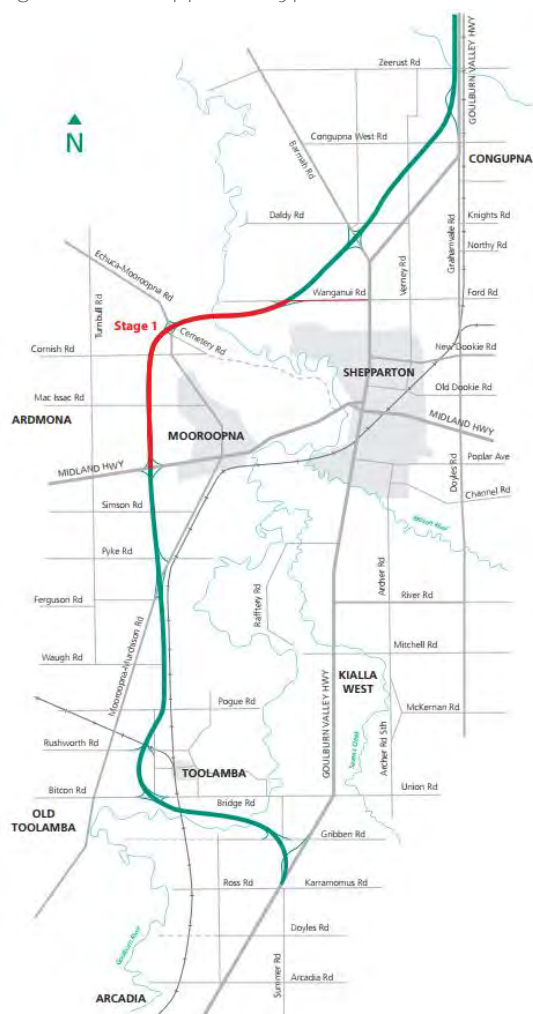 Zeerust Rd
GOULBURN VALLEY HWY
Congupna West Rd
Barmah Rd
CONGUPNA
N
Daldy Rd
Knights Rd
Grahamvale Rd
Verney Rd
Northy Rd
Echuca-Mooroopna Rd
Turnbull Rd
Wanganui Rd
Ford Rd
Stage 1
Cemetery Rd
Cornish Rd
New Dookie Rd
SHEPPARTON
Mac Issac Rd
Old Dookie Rd
ARDMONA
MOOROOPNA
MIDLAND HWY
MIDLAND HWY
Doyles Rd
Poplar Ave
Channel Rd
Simson Rd
Broken River
Pyke Rd
Archer Rd
Ferguson Rd
Raftery Rd
River Rd
Mooroopna-Murchison Rd
Waugh Rd
Mitchell Rd
GOULBURN VALLEY HWY
KIALLA
WEST
Pogue Rd
McKernan Rd
Archer Rd Sth
Rushworth Rd
TOOLAMBA
Bitcon Rd
Union Rd
Bridge Rd
OLD
TOOLAMBA
Gribben Rd
Ross Rd
Karramomus Rd
Doyles Rd
Goulburn River
Summer Rd
Arcadia Rd
ARCADIA